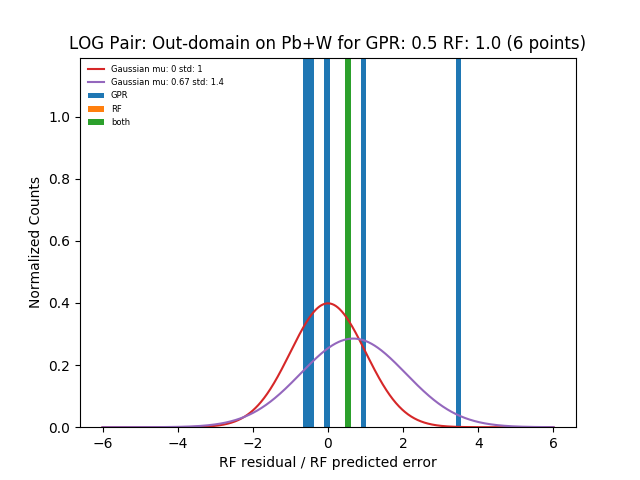 LOG Pair: Out-domain on Pb+W for GPR: 0.5 RF: 1.0 (6 points)
Gaussian mu: 0 std: 1
Gaussian mu: 0.67 std: 1.4
GPR
RF
both
Normalized Counts
1.0
0.8
0.6
0.4
0.2
0.0
−6 −4 −2 0 2 4 6
RF residual / RF predicted error